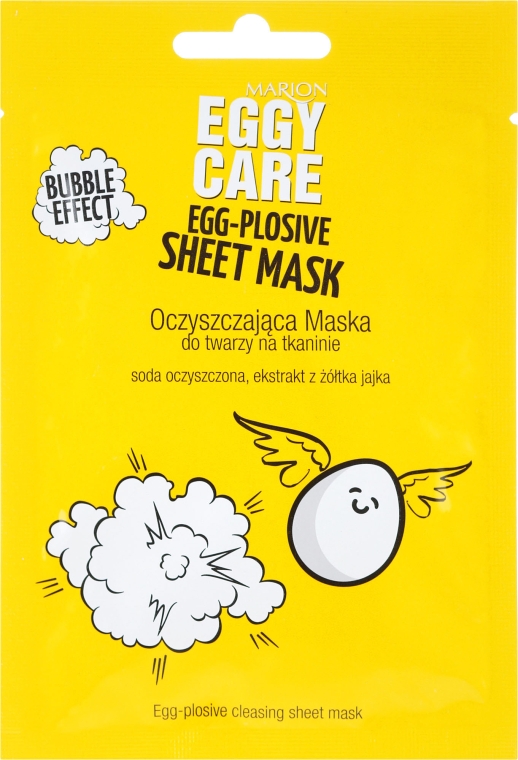 MARION
EGGY
CARE
EGG-PLOSIVE
SHEET MASK
BUBBLE
EFFECT
Oczyszczająca Maska
do twarzy na tkaninie
soda oczyszczona, ekstrakt z żółtka jajka
Egg-plosive cleasing sheet mask